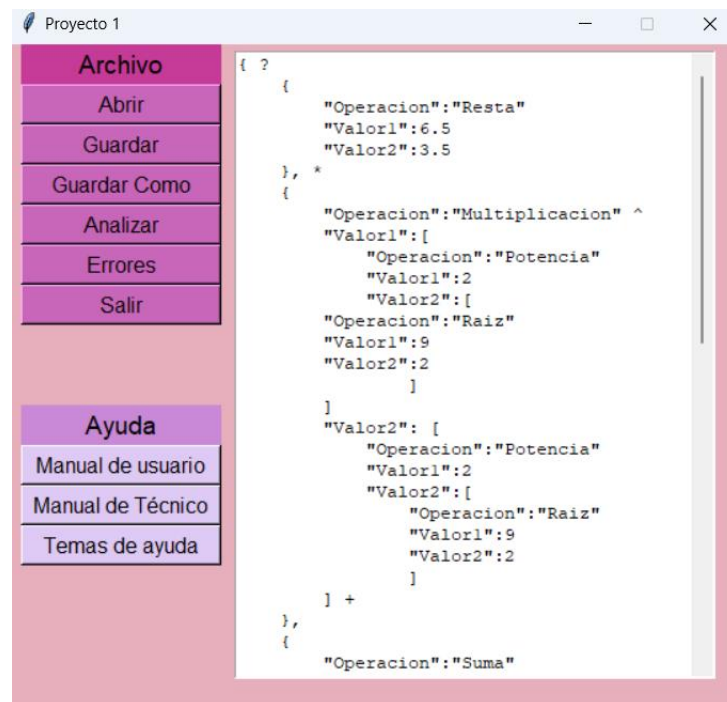 Proyecto 1
Archivo
Abrir
Guardar
Guardar Como
Analizar
Errores
Salir
Ayuda
Manual de usuario
Manual de Técnico
Temas de ayuda
{ ?
    {
        "Operacion":"Resta"
        "Valor1":6.5
        "Valor2":3.5
    }, *
    {
        "Operacion":"Multiplicacion" ^
        "Valor1":[
            "Operacion":"Potencia"
            "Valor1":2
            "Valor2":[
        "Operacion":"Raiz"
        "Valor1":9
        "Valor2":2
                ]
        ]
        "Valor2": [
            "Operacion":"Potencia"
            "Valor1":2
            "Valor2":[
                "Operacion":"Raiz"
                "Valor1":9
                "Valor2":2
                ]
        ] +
    },
    {
        "Operacion":"Suma"